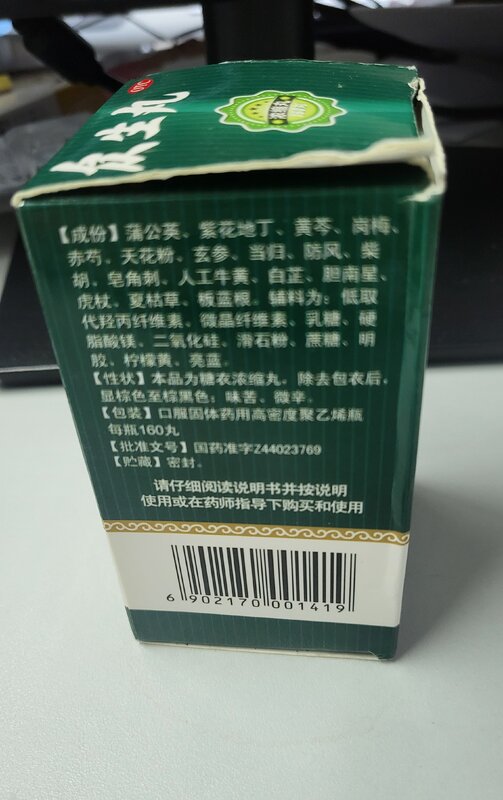 OTC
众生丸
浓缩丸
【成份】蒲公英、紫花地丁、黄芩、岗梅、
赤芍、天花粉、玄参、当归、防风、柴
胡、皂角刺、人工牛黄、白芷、胆南星、
虎杖、夏枯草、板蓝根。辅料为：低取
代羟丙纤维素、微晶纤维素、乳糖、硬
脂酸镁、二氧化硅、滑石粉、蔗糖、明
胶、柠檬黄、亮蓝。
【性状】本品为糖衣浓缩丸，除去包衣后，
显棕色至棕黑色；味苦、微辛。
【包装】口服固体药用高密度聚乙烯瓶
每瓶160丸
【批准文号】国药准字Z44023769
【贮藏】密封。
请仔细阅读说明书并按说明
使用或在药师指导下购买和使用
6 902170 001419